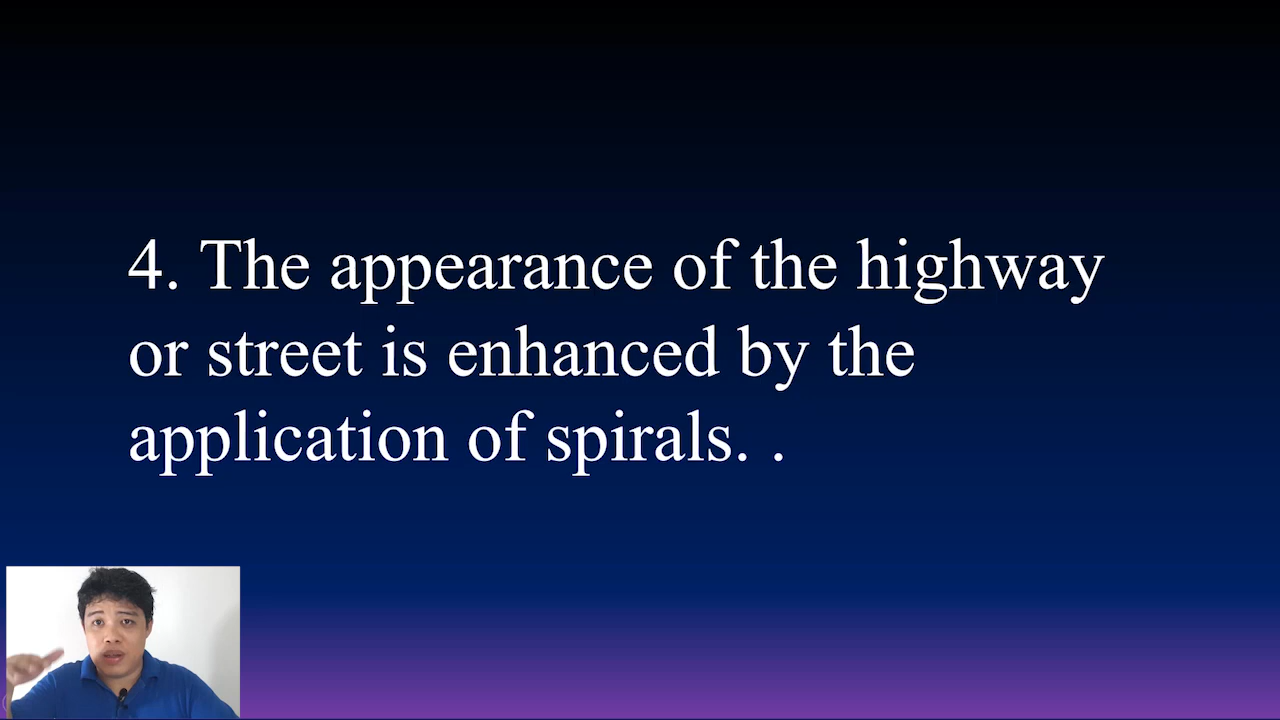 4. The appearance of the highway
or street is enhanced by the
application of spirals. .